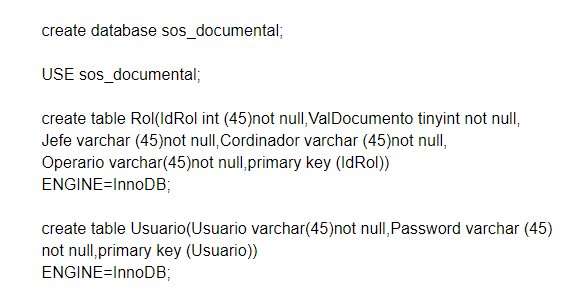 create database sos_documental;
USE sos_documental;
create table Rol(IdRol int (45)not null,ValDocumento tinyint not null,
Jefe varchar (45)not null,Cordinador varchar (45)not null,
Operario varchar(45)not null,primary key (IdRol))
ENGINE=InnoDB;
create table Usuario(Usuario varchar(45)not null,Password varchar (45)
not null,primary key (Usuario))
ENGINE=InnoDB;